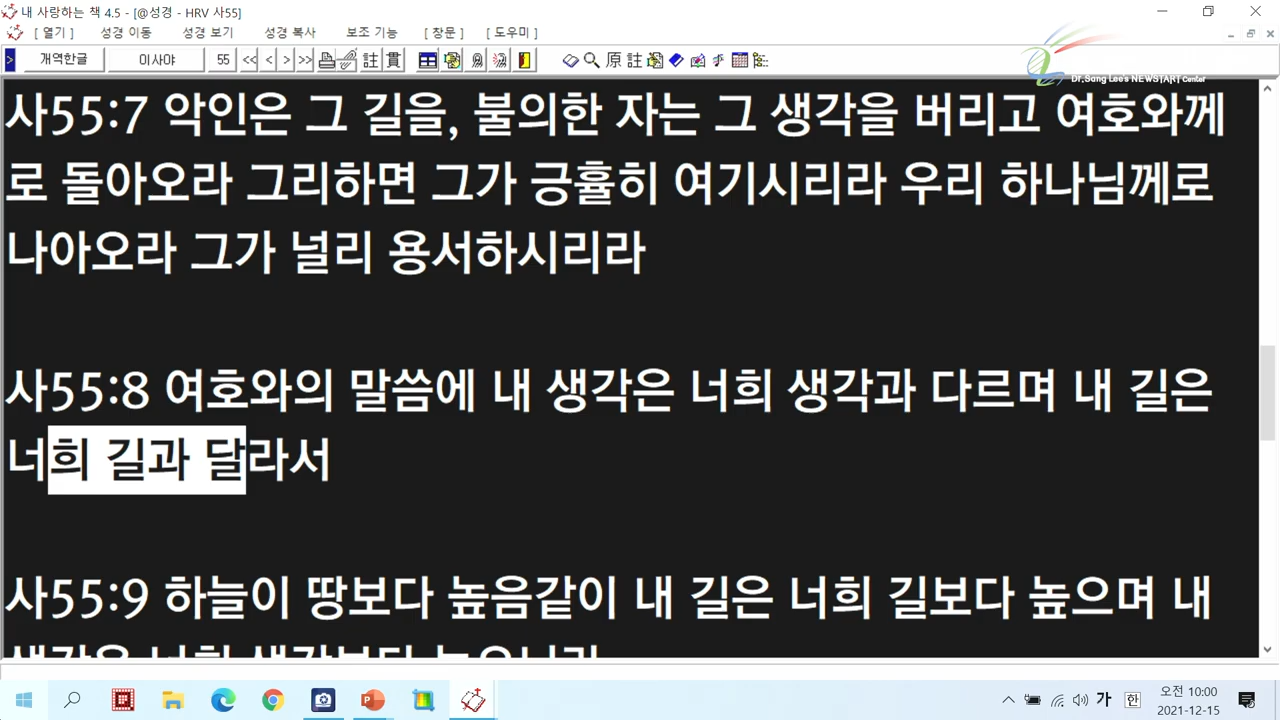 내 사랑하는 책 4.5 - [@성경 - HRV 사55]
[ 열기 ] 성경 이동 성경 보기 성경 복사 보조 기능 [ 창문 ] [ 도우미 ]
> 개역한글 이사야 55 << < > >> 註 貫 原 註
Dr.Sang Lee's NEWSTART Center
사55:7 악인은 그 길을, 불의한 자는 그 생각을 버리고 여호와께
로 돌아오라 그리하면 그가 긍휼히 여기시리라 우리 하나님께로
나아오라 그가 널리 용서하시리라
사55:8 여호와의 말씀에 내 생각은 너희 생각과 다르며 내 길은
너희 길과 달라서
사55:9 하늘이 땅보다 높음같이 내 길은 너희 길보다 높으며 내
가 한 오전 10:00
2021-12-15